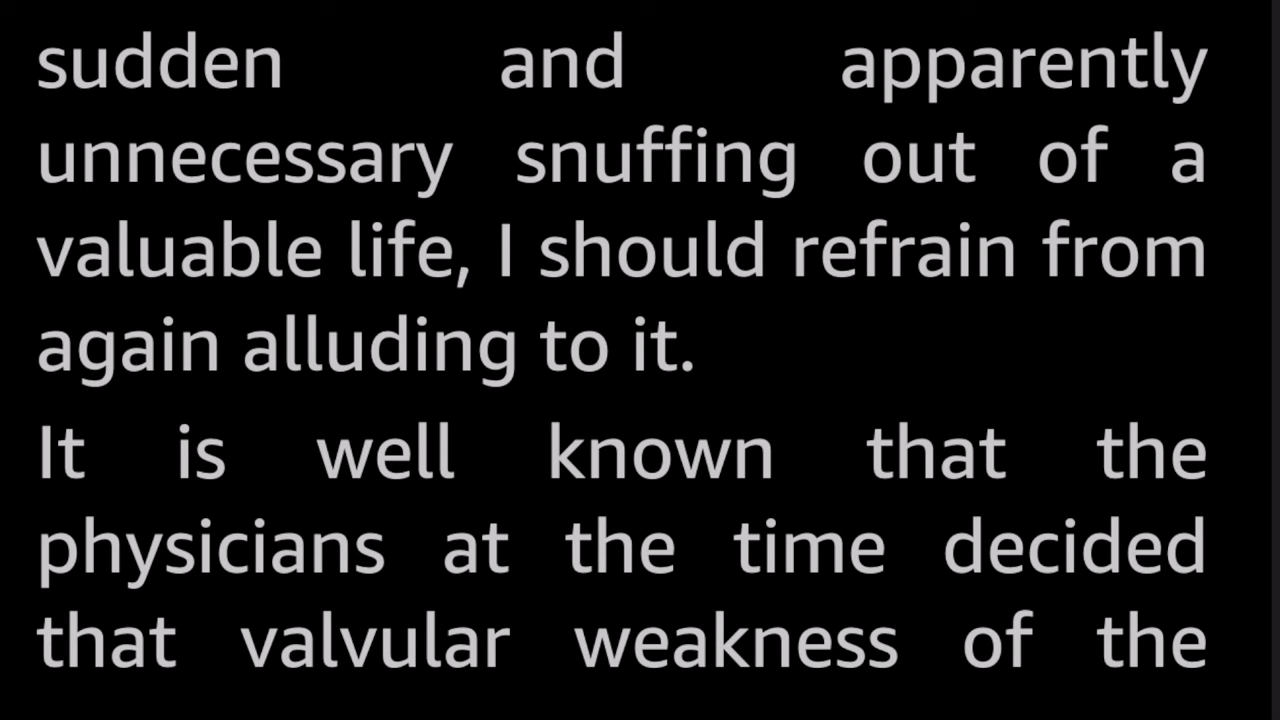 sudden and apparently
unnecessary snuffing out of a
valuable life, I should refrain from
again alluding to it.
It is well known that the
physicians at the time decided
that valvular weakness of the